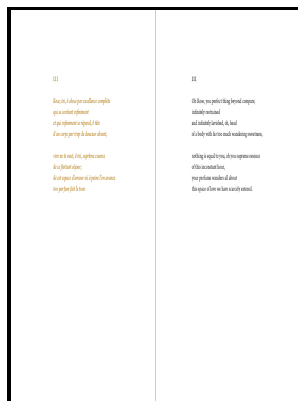 III
Rose, toi, ô chose par excellence complète
qui se contient infiniment
et qui infiniment se répand, ô tête
d'un corps par trop de douceur absent,
rien ne te vaut, ô toi, suprême essence
de ce flottant séjour;
de cet espace d'amour où à peine l'on avance
ton parfum fait le tour.
III
Oh Rose, you perfect thing beyond compare,
infinitely restrained
and infinitely lavished, oh, head
of a body with far too much wandering sweetness,
nothing is equal to you, oh you supreme essence
of this inconstant hour,
your perfume wanders all about
this space of love we have scarcely entered.